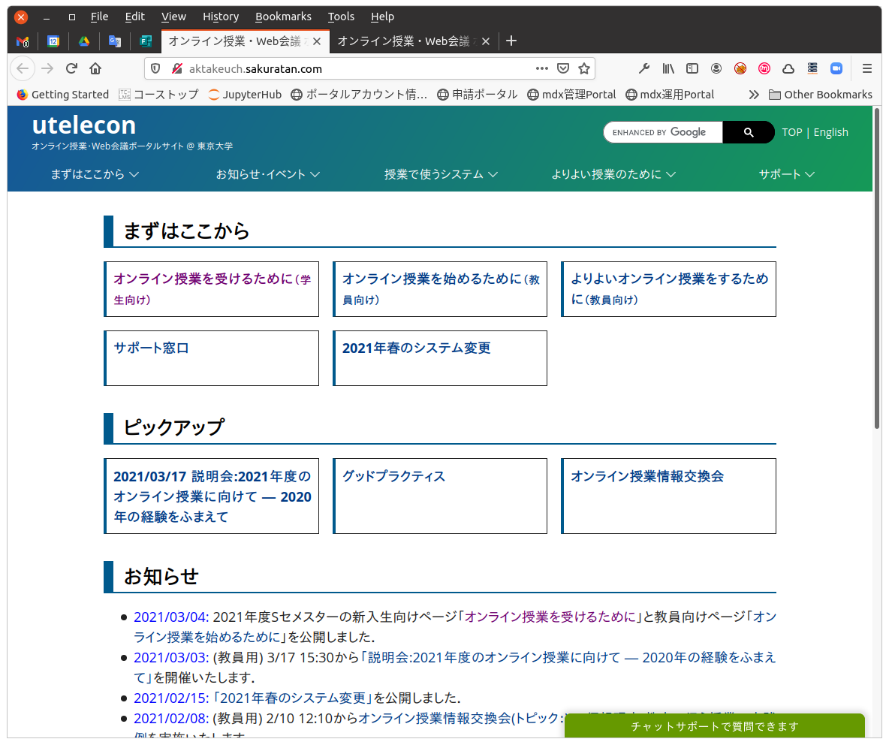 File Edit View History Bookmarks Tools Help
オンライン授業・Web会議 オンライン授業・Web会議
aktakeuch.sakuratan.com
Getting Started コーストップ JupyterHub ポータルアカウント情… 申請ポータル mdx管理Portal mdx運用Portal Other Bookmarks
utelecon
オンライン授業・Web会議ポータルサイト @ 東京大学
ENHANCED BY Google TOP | English
まずはここから お知らせ・イベント 授業で使うシステム よりよい授業のために サポート
まずはここから
オンライン授業を受けるために（学
生向け）
オンライン授業を始めるために（教
員向け）
よりよいオンライン授業をするため
に（教員向け）
サポート窓口
2021年春のシステム変更
ピックアップ
2021/03/17 説明会:2021年度の
オンライン授業に向けて — 2020
年の経験をふまえて
グッドプラクティス
オンライン授業情報交換会
お知らせ
2021/03/04: 2021年度Sセメスターの新入生向けページ「オンライン授業を受けるために」と教員向けページ「オン
ライン授業を始めるために」を公開しました.
2021/03/03: (教員用) 3/17 15:30から「説明会:2021年度のオンライン授業に向けて — 2020年の経験をふまえ
て」を開催いたします.
2021/02/15: 「2021年春のシステム変更」を公開しました.
2021/02/08: (教員用) 2/10 12:10からオンライン授業情報交換会(トピック:
チャットサポートで質問できます